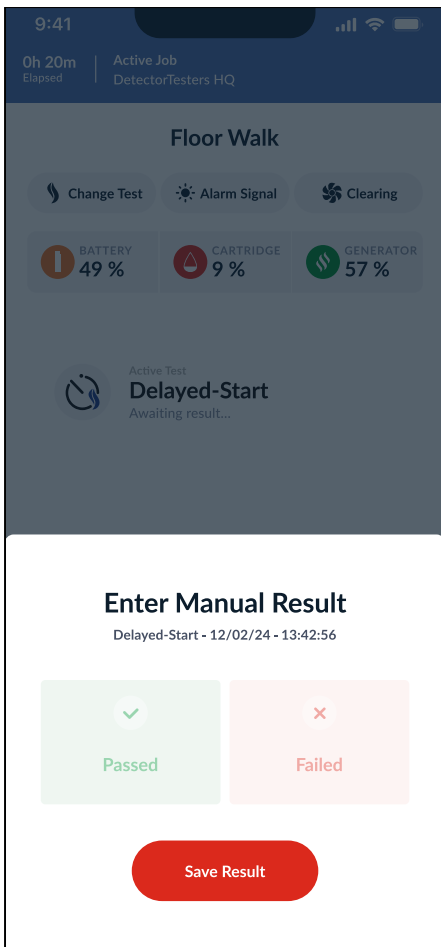 9:41
0h 20m
Elapsed
Active Job
DetectorTesters HQ
Floor Walk
Change Test
Alarm Signal
Clearing
BATTERY
49 %
CARTRIDGE
9 %
GENERATOR
57 %
Active Test
Delayed-Start
Awaiting result...
Enter Manual Result
Delayed-Start - 12/02/24 - 13:42:56
Passed
Failed
Save Result